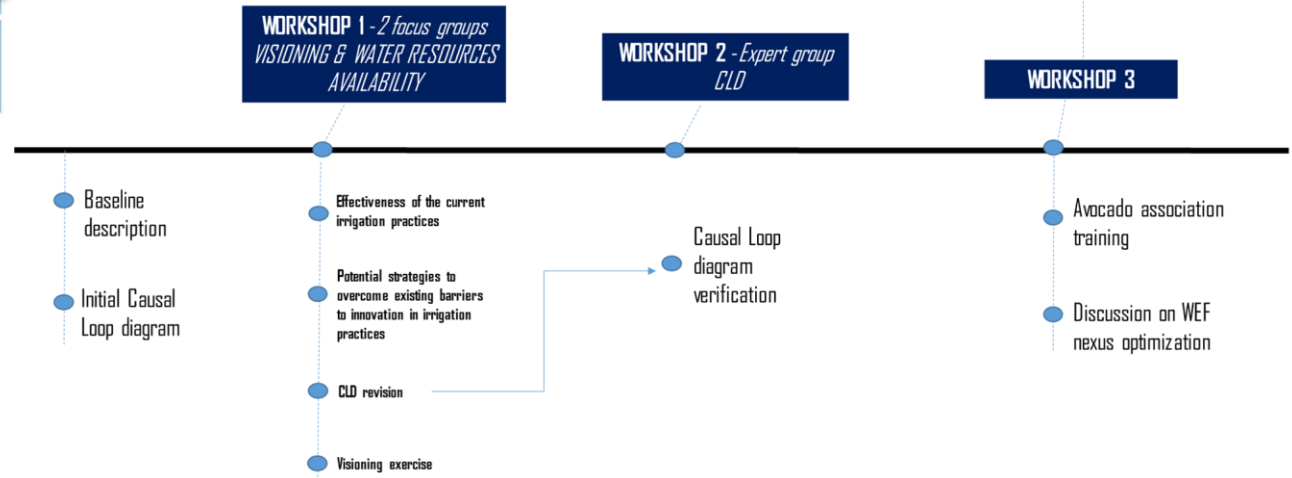 WORKSHOP 1 - 2 focus groups
VISIONING & WATER RESOURCES
AVAILABILITY
WORKSHOP 2 - Expert group
CLD
WORKSHOP 3
Baseline
description
Initial Causal
Loop diagram
Effectiveness of the current
irrigation practices
Potential strategies to
overcome existing barriers
to innovation in irrigation
practices
CLD revision
Visioning exercise
Causal Loop
diagram
verification
Avocado association
training
Discussion on WEF
nexus optimization